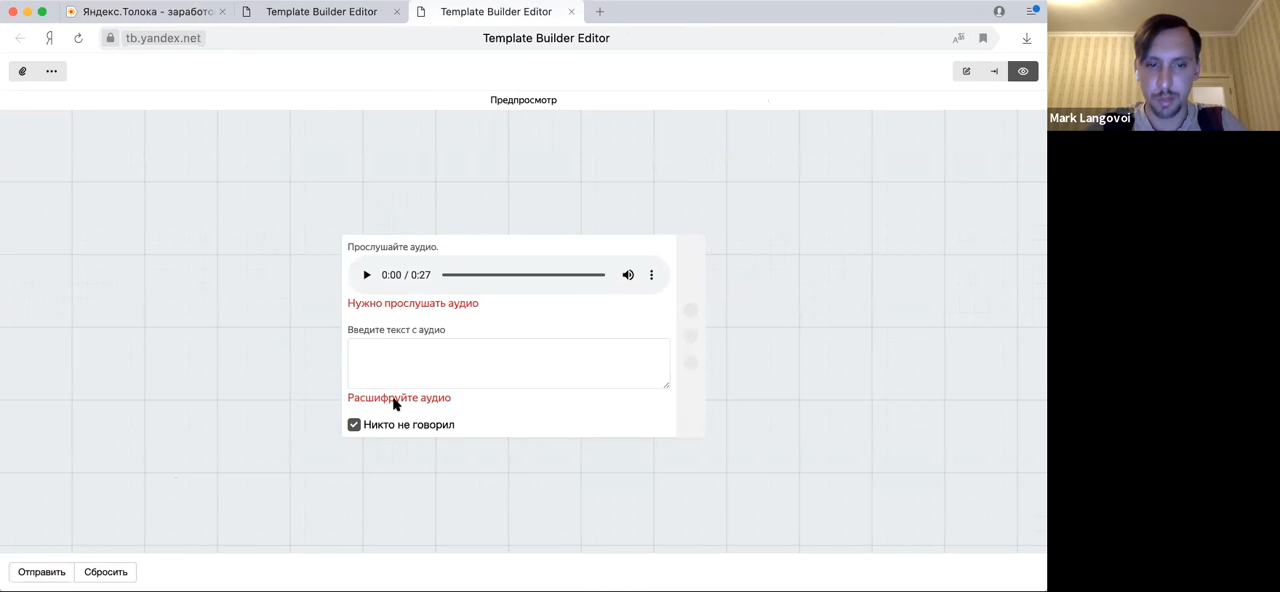 Яндекс.Толока - заработо
Template Builder Editor
Template Builder Editor
tb.yandex.net
Template Builder Editor
Предпросмотр
Mark Langovoi
Прослушайте аудио.
0:00 / 0:27
Нужно прослушать аудио
Введите текст с аудио
Расшифруйте аудио
Никто не говорил
Отправить
Сбросить